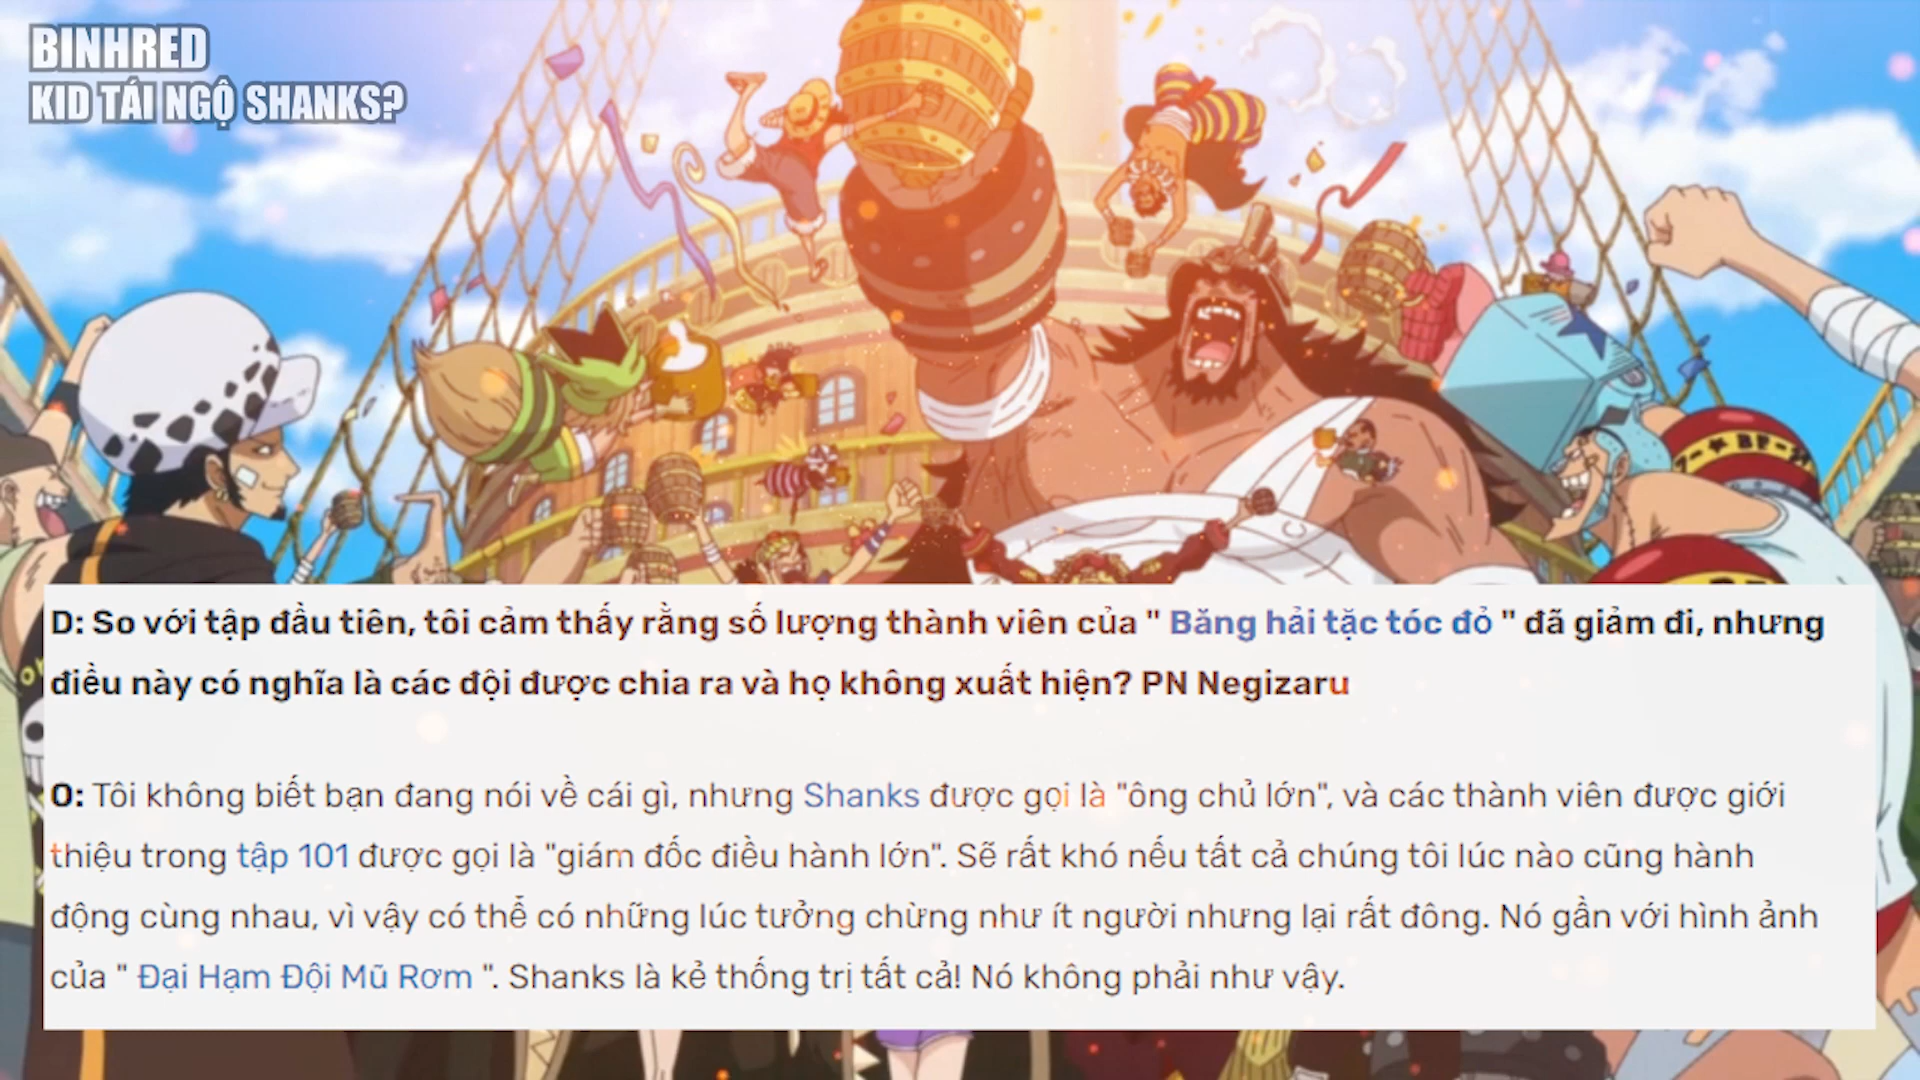 BINHRED
KID TÁI NGỘ SHANKS?
D: So với tập đầu tiên, tôi cảm thấy rằng số lượng thành viên của " Băng hải tặc tóc đỏ " đã giảm đi, nhưng
điều này có nghĩa là các đội được chia ra và họ không xuất hiện? PN Negizaru
O: Tôi không biết bạn đang nói về cái gì, nhưng Shanks được gọi là "ông chủ lớn", và các thành viên được giới
thiệu trong tập 101 được gọi là "giám đốc điều hành lớn". Sẽ rất khó nếu tất cả chúng tôi lúc nào cũng hành
động cùng nhau, vì vậy có thể có những lúc tưởng chừng như ít người nhưng lại rất đông. Nó gần với hình ảnh
của " Đại Hạm Đội Mũ Rơm ". Shanks là kẻ thống trị tất cả! Nó không phải như vậy.